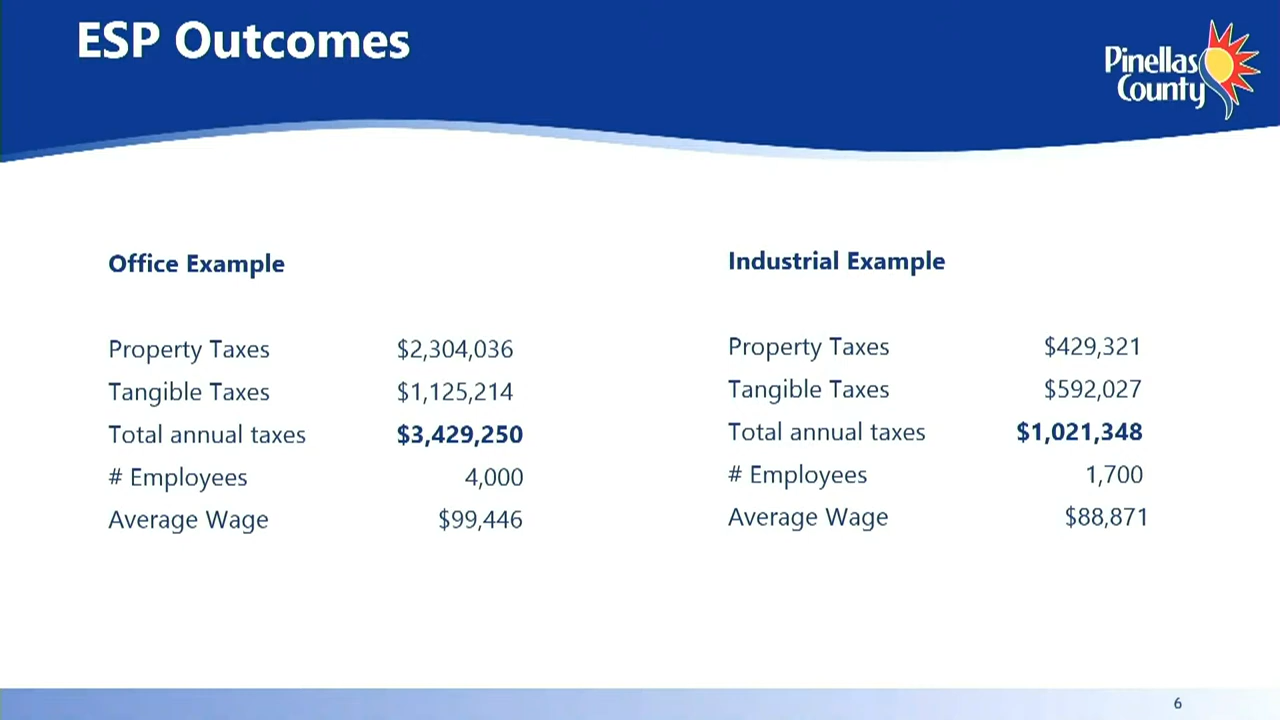 ESP Outcomes
Pinellas
County
Office Example
Property Taxes $2,304,036
Tangible Taxes $1,125,214
Total annual taxes $3,429,250
# Employees 4,000
Average Wage $99,446
Industrial Example
Property Taxes $429,321
Tangible Taxes $592,027
Total annual taxes $1,021,348
# Employees 1,700
Average Wage $88,871
6